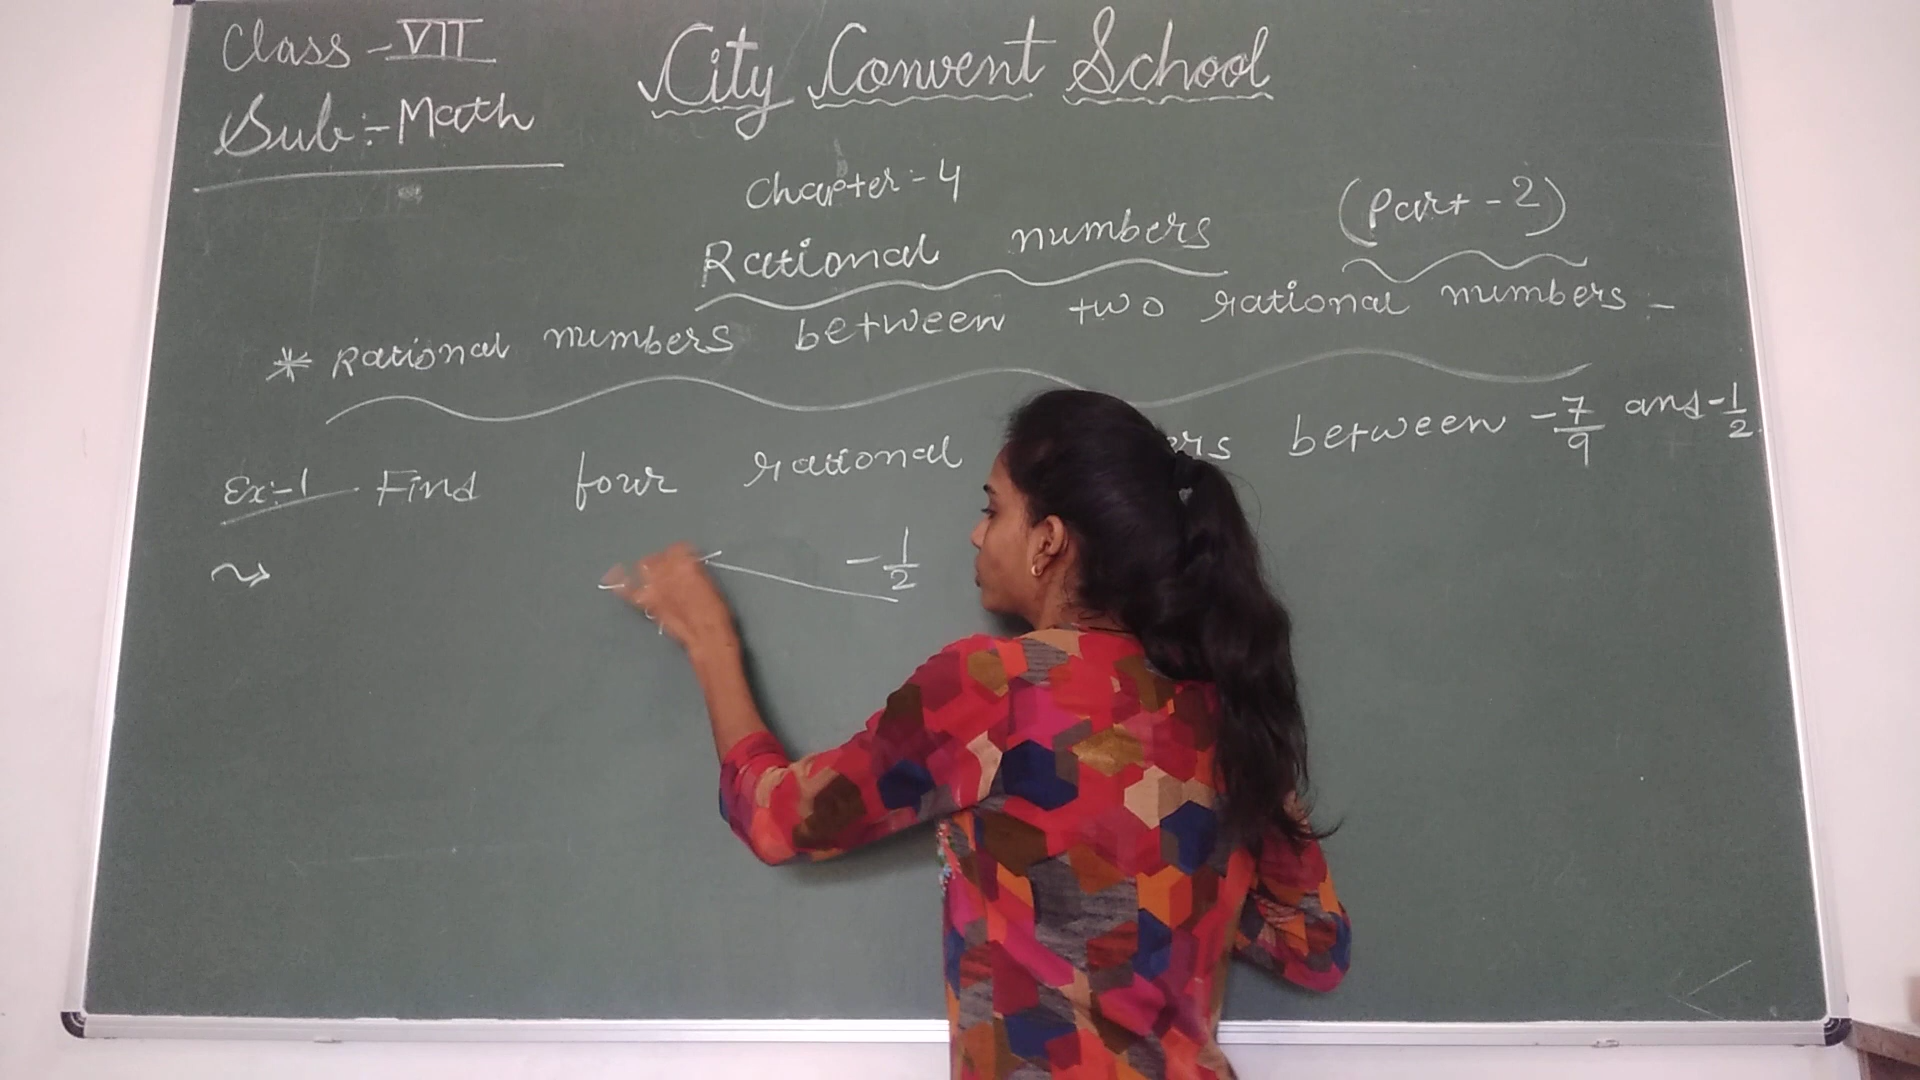 Class - VII
Sub :- Math
City Convent School
Chapter :- 4
(Part - 2)
Rational numbers
* Rational numbers between two rational numbers -
Ex:-1 Find four rational between -7/9 and -1/2.
-1/2